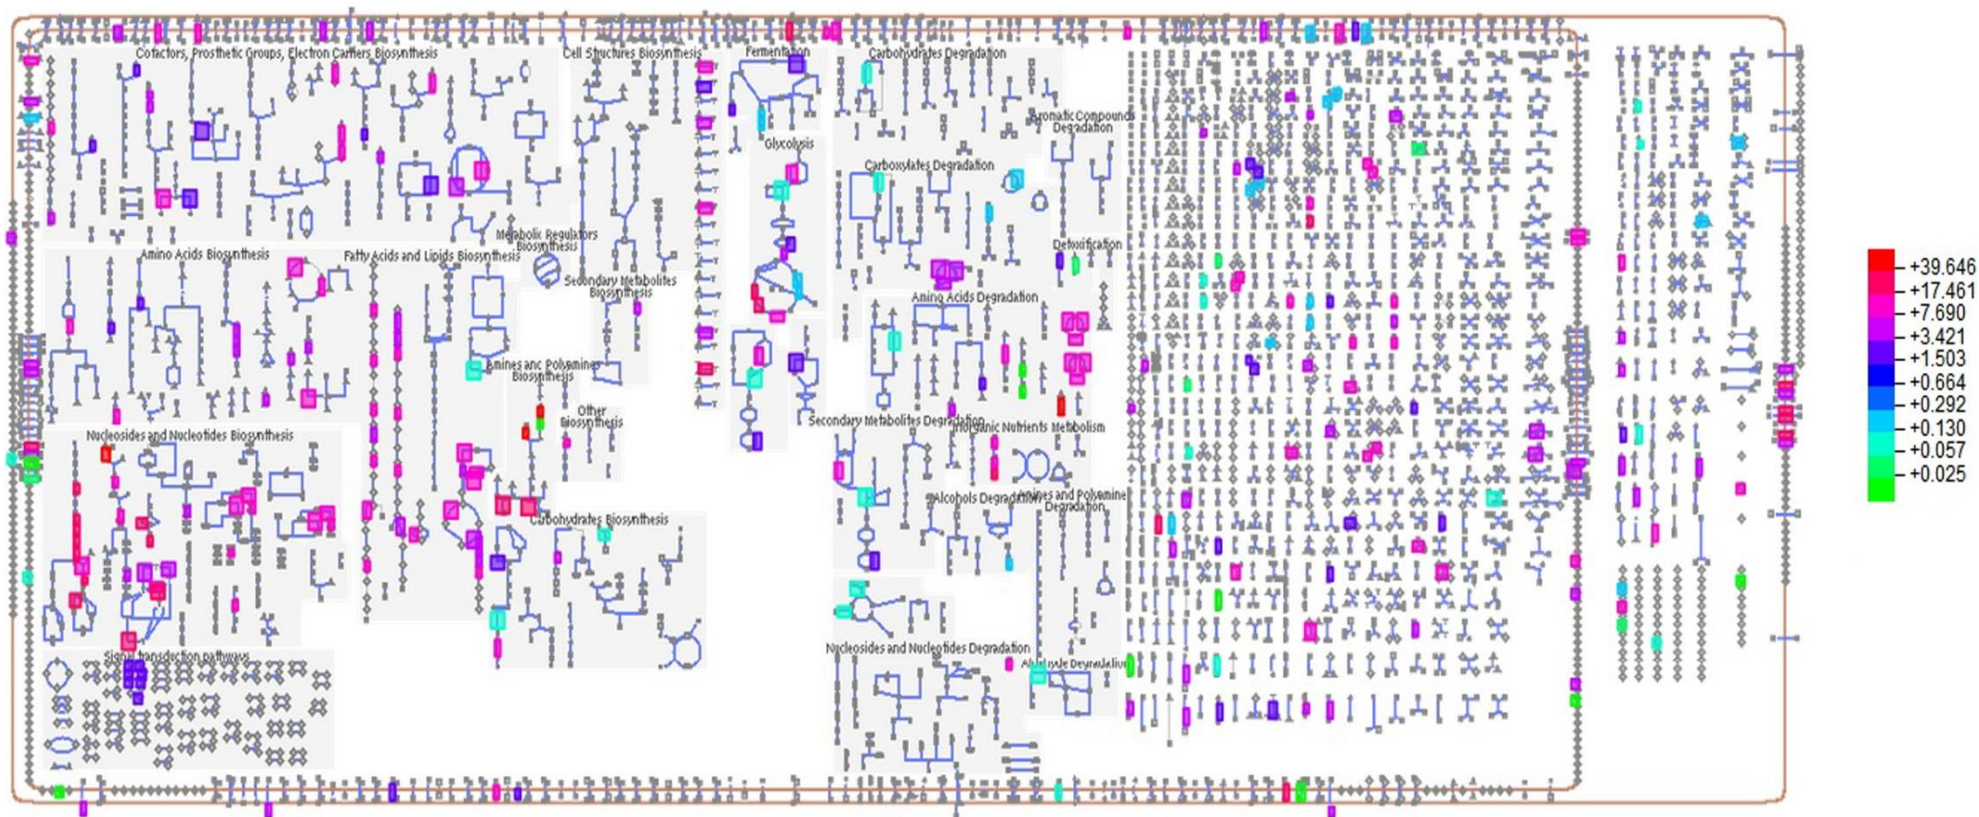 Cofactors, Prosthetic Groups, Electron Carriers Biosynthesis
Cell Structures Biosynthesis
Fermentation
Carbohydrates Degradation
Aromatic Compounds
Degradation
Glycolysis
Carboxylates Degradation
Metabolic Regulators
Biosynthesis
Detoxification
Amino Acids Biosynthesis
Fatty Acids and Lipids Biosynthesis
Secondary Metabolites
Biosynthesis
Amino Acids Degradation
Amines and Polyamines
Biosynthesis
Other
Biosynthesis
Secondary Metabolites Degradation
Inorganic Nutrients Metabolism
Nucleosides and Nucleotides Biosynthesis
Alcohols Degradation
Amines and Polyamine
Degradation
Carbohydrates Biosynthesis
Nucleosides and Nucleotides Degradation
Aldehyde Degradation
Signal transduction pathways
+39.646
+17.461
+7.690
+3.421
+1.503
+0.664
+0.292
+0.130
+0.057
+0.025